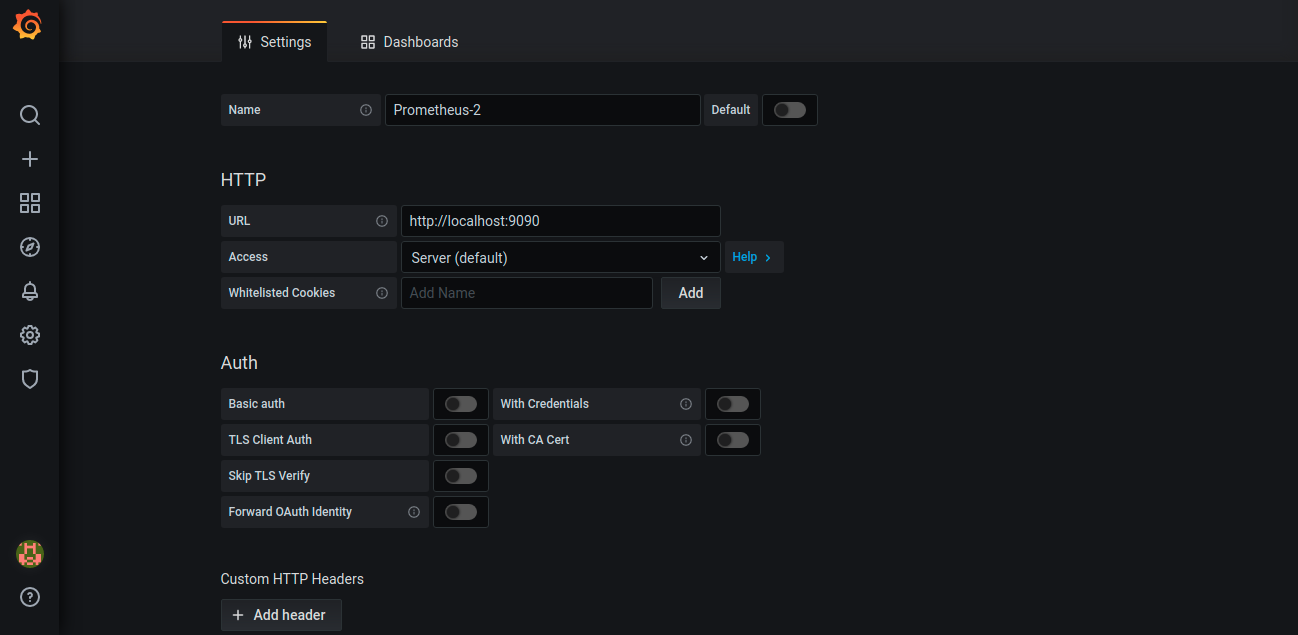 Settings Dashboards
Name Prometheus-2 Default
HTTP
URL http://localhost:9090
Access Server (default) Help
Whitelisted Cookies Add Name Add
Auth
Basic auth With Credentials
TLS Client Auth With CA Cert
Skip TLS Verify
Forward OAuth Identity
Custom HTTP Headers
+ Add header